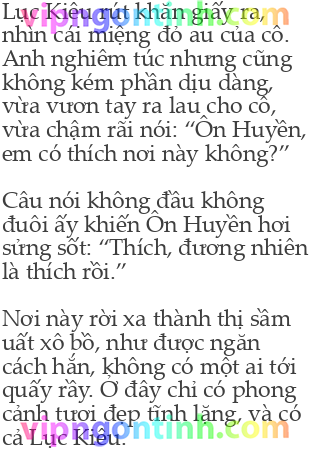 Lục Kiêu rút khăn giấy ra,
nhìn cái miệng đỏ au của cô.
Anh nghiêm túc nhưng cũng
không kém phần dịu dàng,
vừa vươn tay ra lau cho cô,
vừa chậm rãi nói: “Ôn Huyền,
em có thích nơi này không?”
Câu nói không đầu không
đuôi ấy khiến Ôn Huyền hơi
sửng sốt: “Thích, đương nhiên
là thích rồi.”
Nơi này rời xa thành thị sầm
uất xô bồ, như được ngăn
cách hẳn, không có một ai tới
quấy rầy. Ở đây chỉ có phong
cảnh tươi đẹp tĩnh lặng, và có
cả Lục Kiêu.
vipngontinh.com
vipngontinh.com